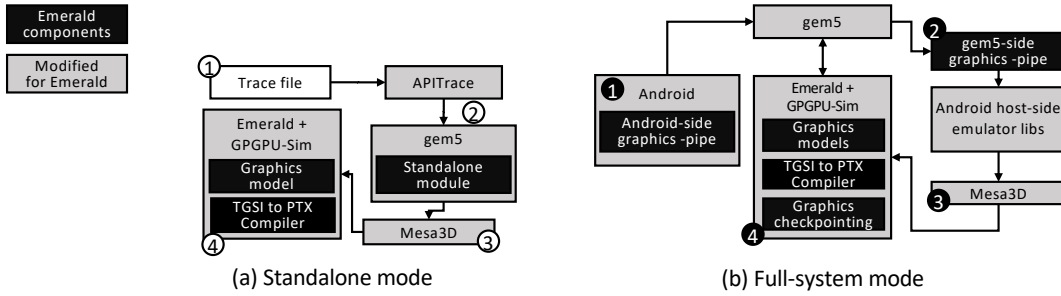 Emerald
components
Modified
for Emerald
1
Trace file
APITrace
2
Emerald +
GPGPU-Sim
Graphics
model
TGSI to PTX
Compiler
4
gem5
Standalone
module
Mesa3D
3
(a) Standalone mode
gem5
2
gem5-side
graphics -pipe
1
Android
Android-side
graphics -pipe
Emerald +
GPGPU-Sim
Graphics
models
TGSI to PTX
Compiler
Graphics
checkpointing
4
Android host-side
emulator libs
Mesa3D
3
(b) Full-system mode